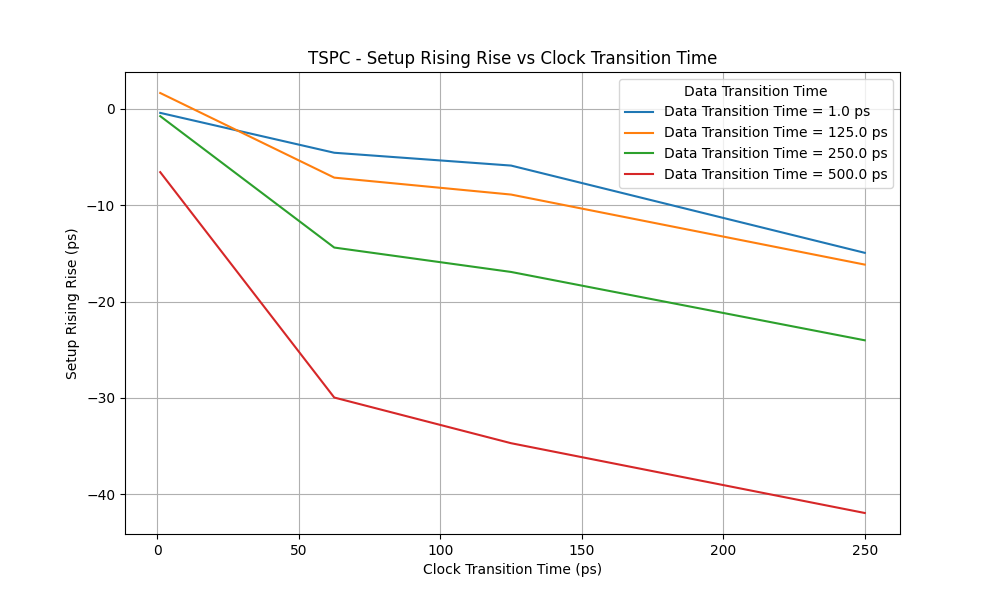 TSPC - Setup Rising Rise vs Clock Transition Time
Data Transition Time
Data Transition Time = 1.0 ps
Data Transition Time = 125.0 ps
Data Transition Time = 250.0 ps
Data Transition Time = 500.0 ps
Setup Rising Rise (ps)
0
−10
−20
−30
−40
0 50 100 150 200 250
Clock Transition Time (ps)